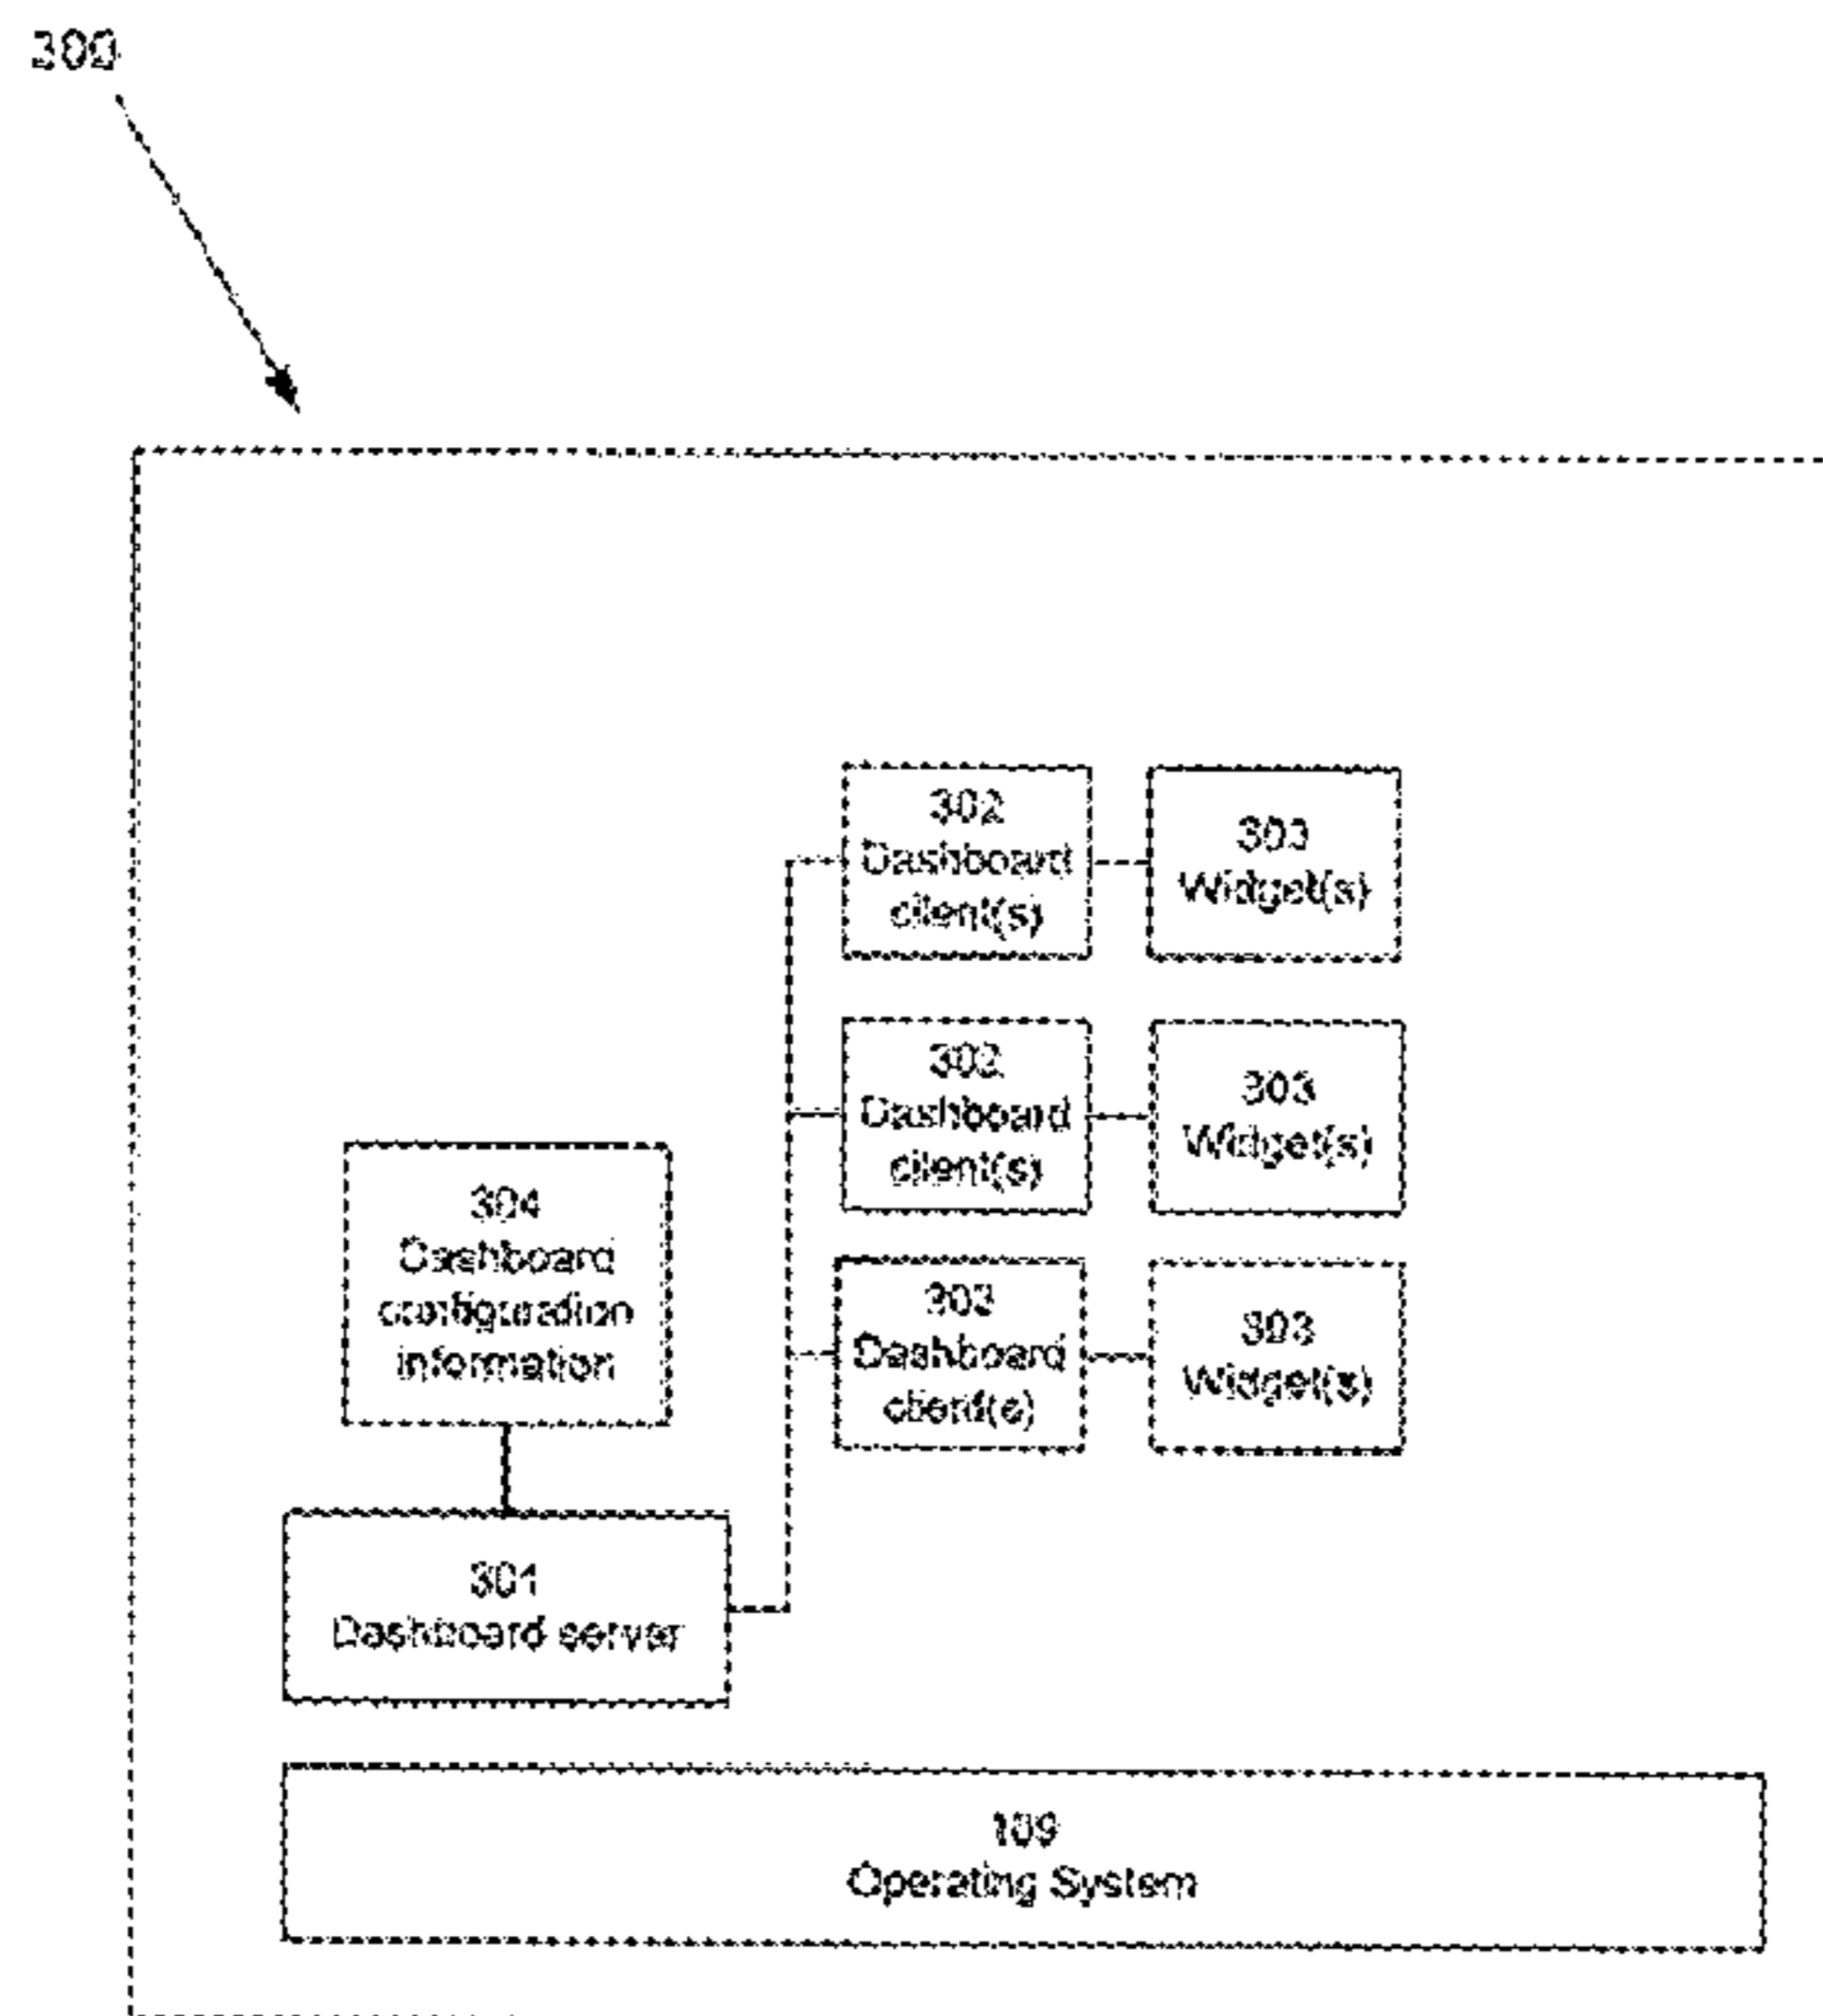 300
302
Dashboard
client(s)
303
Widget(s)
302
Dashboard
client(s)
303
Widget(s)
304
Dashboard
configuration
information
302
Dashboard
client(s)
303
Widget(s)
301
Dashboard server
109
Operating System